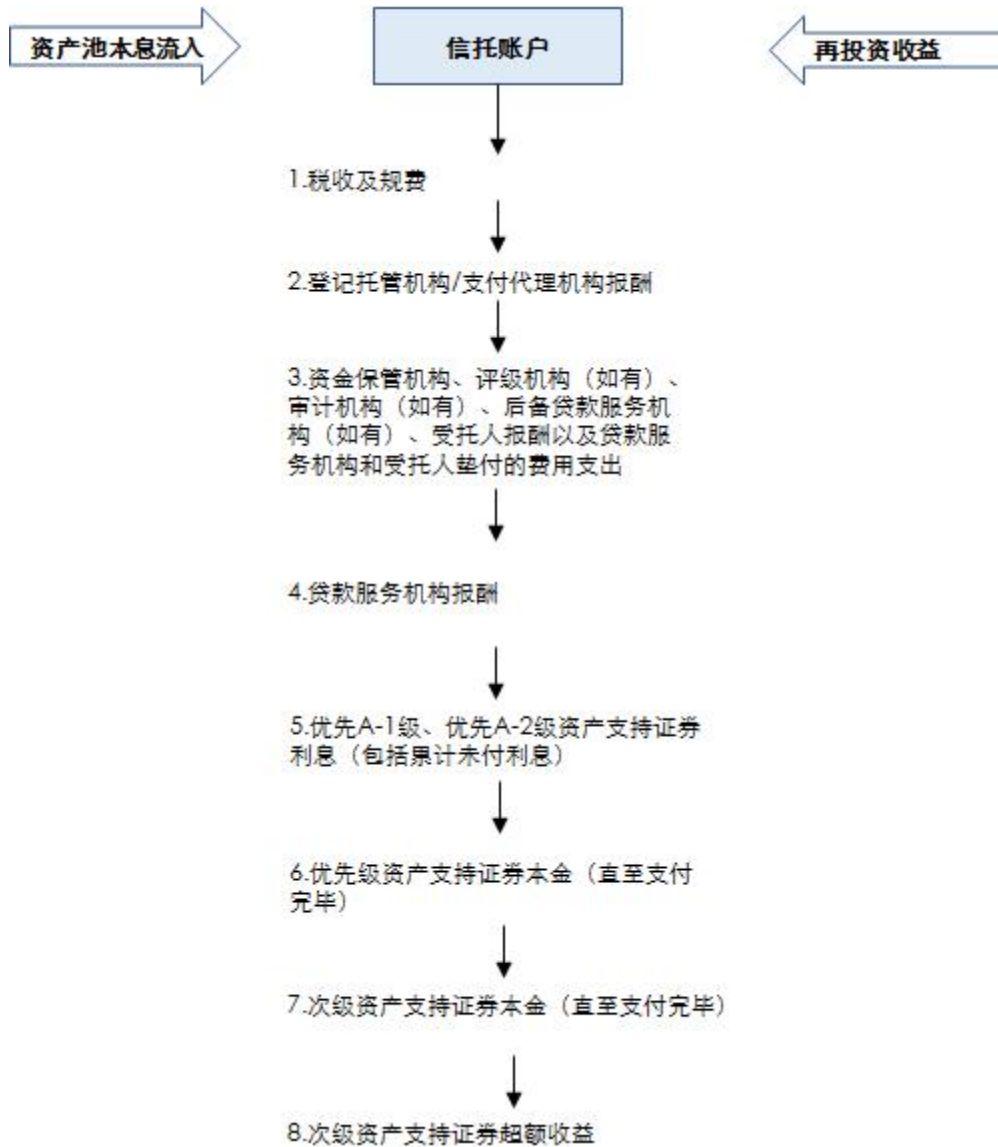 资产池本息流入
信托账户
再投资收益
1.税收及规费
2.登记托管机构/支付代理机构报酬
3.资金保管机构、评级机构（如有）、
审计机构（如有）、后备贷款服务机
构（如有）、受托人报酬以及贷款服
务机构和受托人垫付的费用支出
4.贷款服务机构报酬
5.优先A-1级、优先A-2级资产支持证券
利息（包括累计未付利息）
6.优先级资产支持证券本金（直至支付
完毕）
7.次级资产支持证券本金（直至支付完毕）
8.次级资产支持证券超额收益